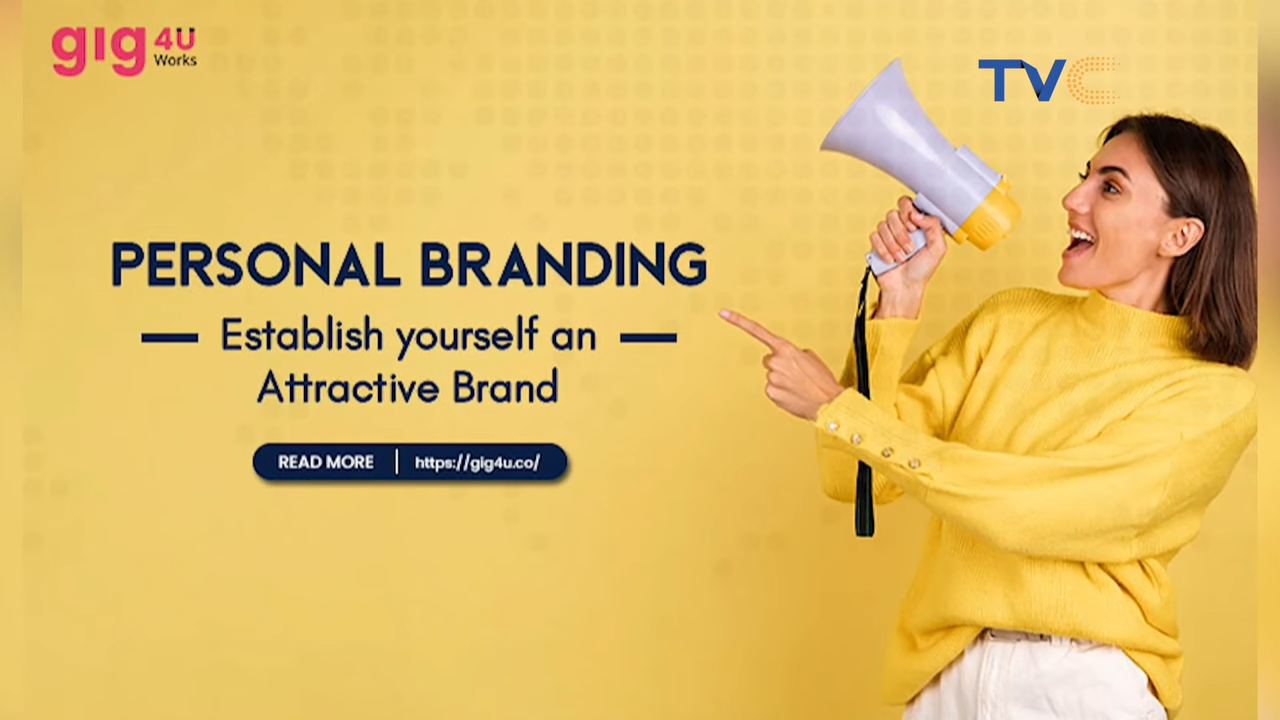 gig 4U
Works
TVC
PERSONAL BRANDING
Establish yourself an
Attractive Brand
READ MORE | https://gig4u.co/